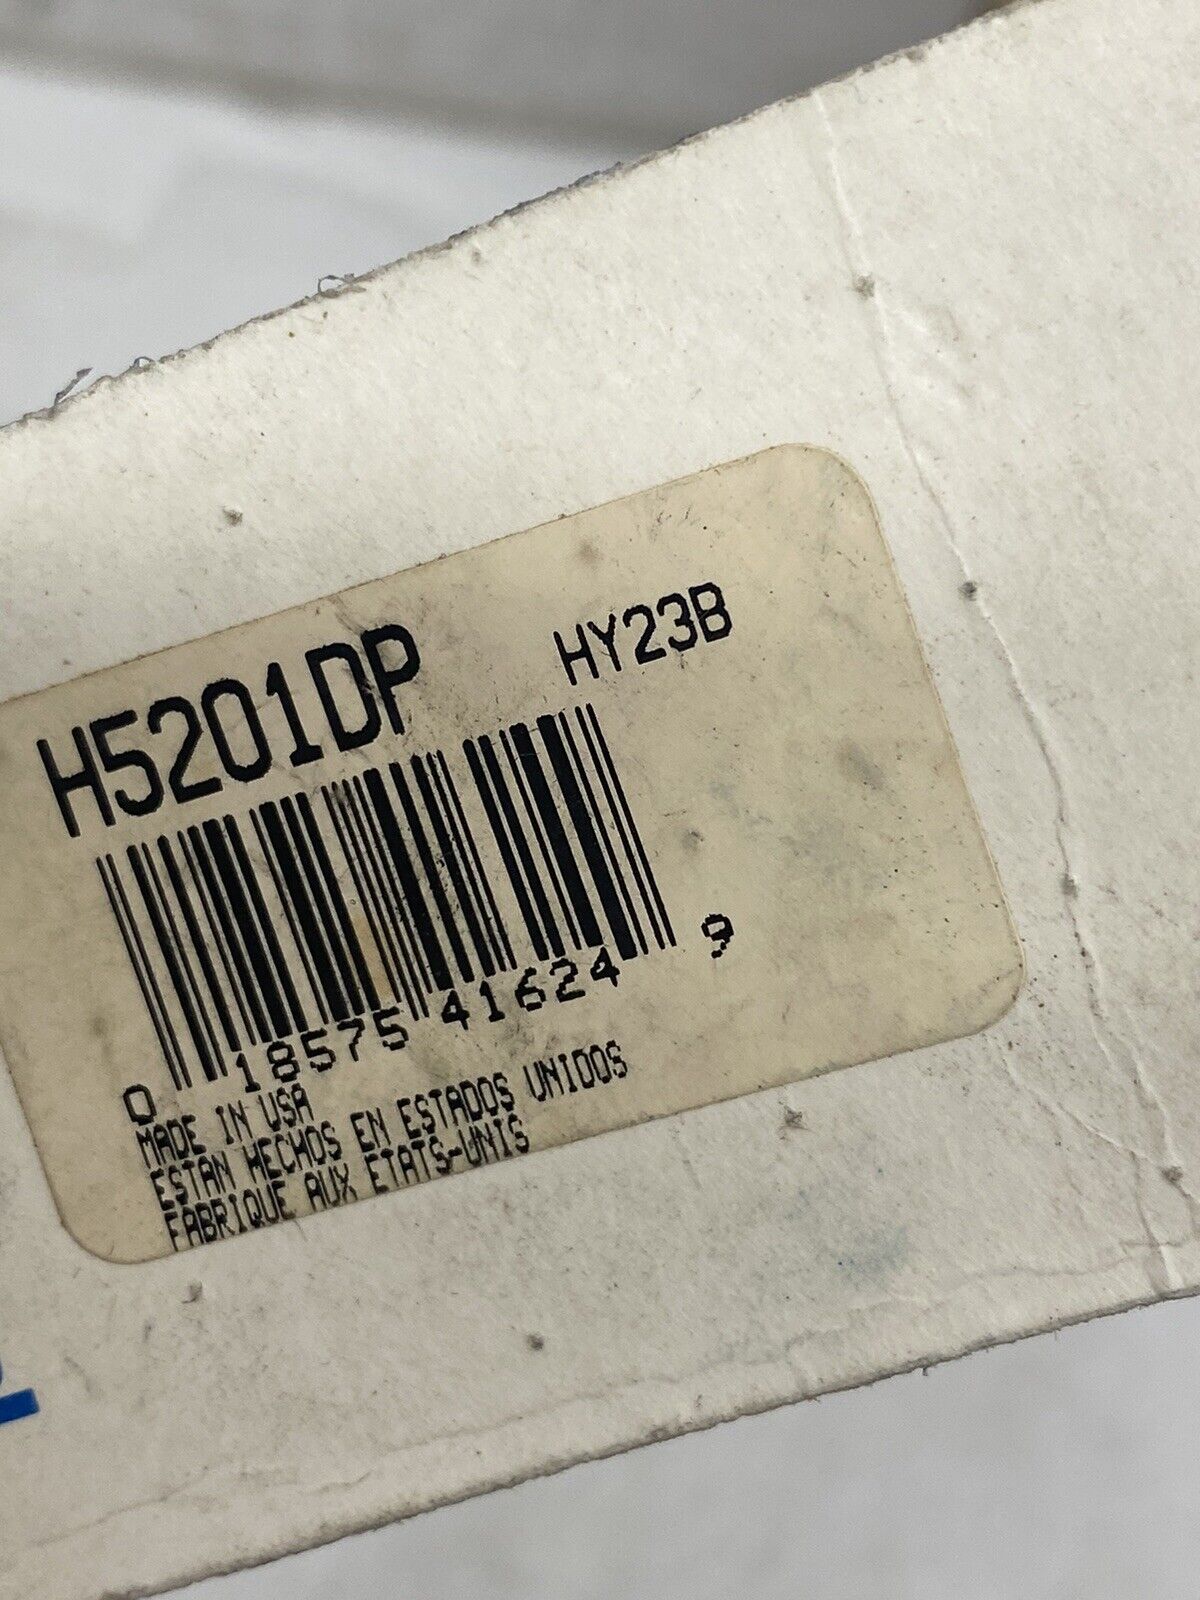 H5201DP HY23B
0 18575 41624 9
MADE IN USA
ESTAN HECHOS EN ESTADOS UNIDOS
FABRIQUE AUX ETATS-UNIS